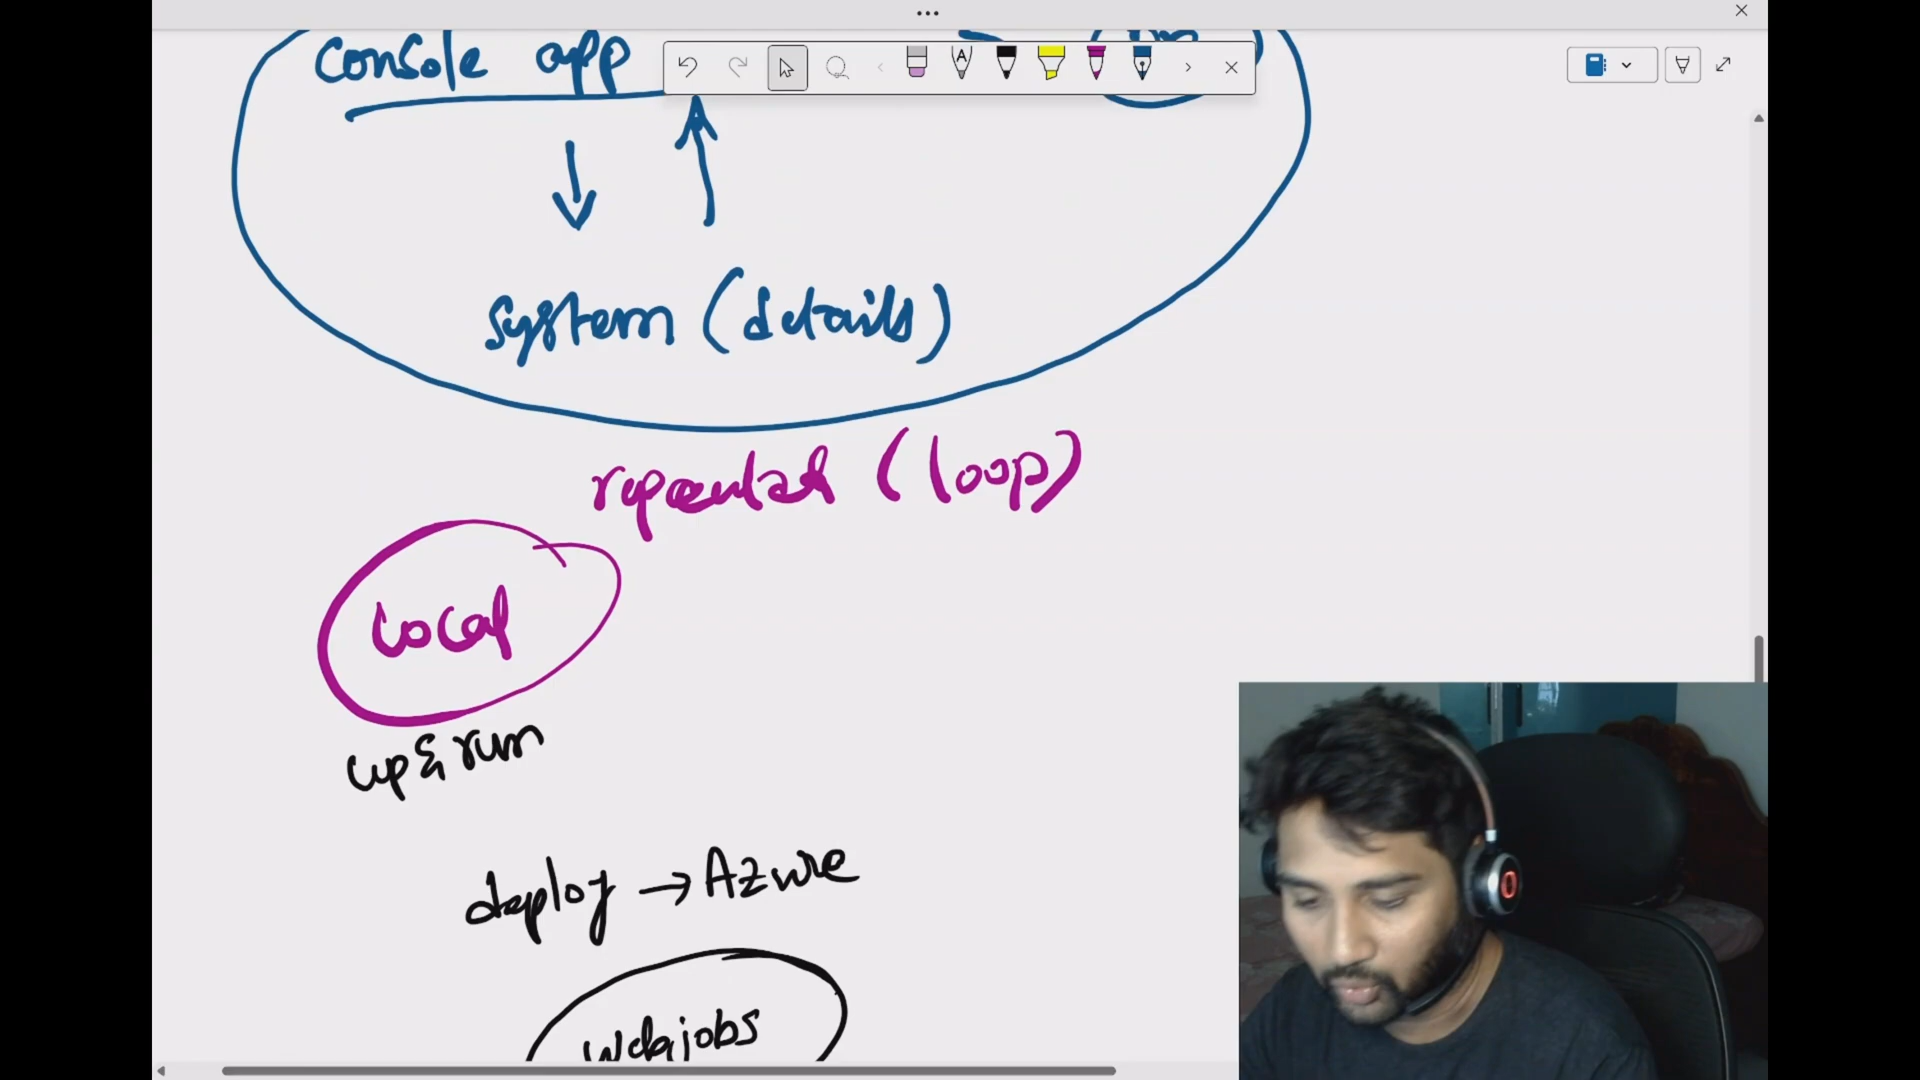 console app
system (details)
repeated (loop)
Local
up & run
deploy → Azure
Webjobs